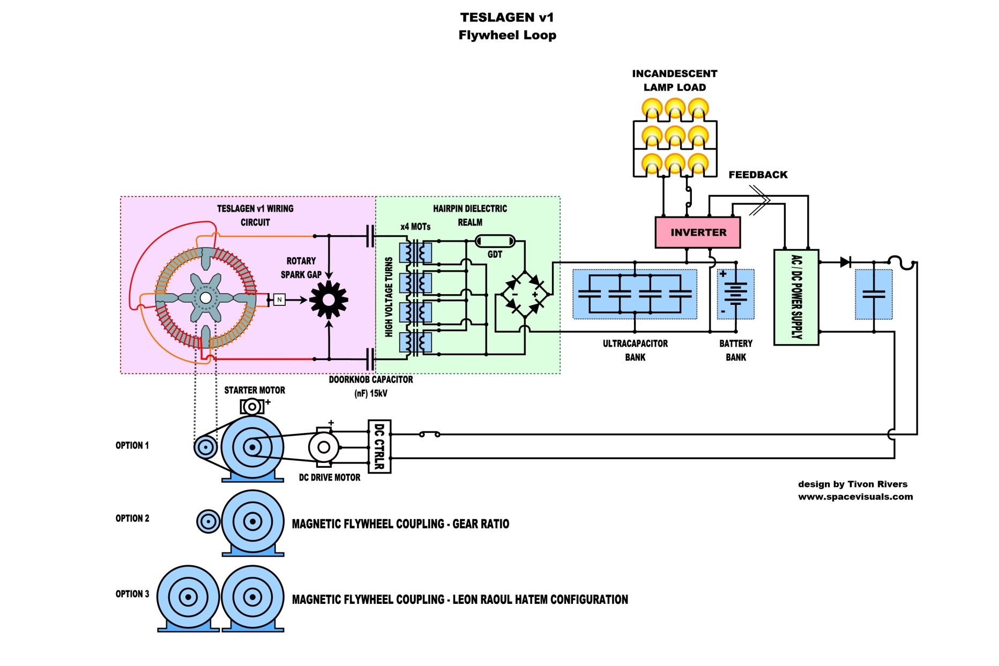 TESLAGEN v1
Flywheel Loop
INCANDESCENT
LAMP LOAD
FEEDBACK
TESLAGEN v1 WIRING
CIRCUIT
HAIRPIN DIELECTRIC
REALM
x4 MOTs
INVERTER
GDT
ROTARY
SPARK GAP
HIGH VOLTAGE TURNS
AC / DC POWER SUPPLY
N
+
-
- +
ULTRACAPACITOR
BANK
BATTERY
BANK
DOORKNOB CAPACITOR
(nF) 15kV
STARTER MOTOR
+
+
DC CTRLR
OPTION 1
DC DRIVE MOTOR
design by Tivon Rivers
www.spacevisuals.com
OPTION 2
MAGNETIC FLYWHEEL COUPLING - GEAR RATIO
OPTION 3
MAGNETIC FLYWHEEL COUPLING - LEON RAOUL HATEM CONFIGURATION